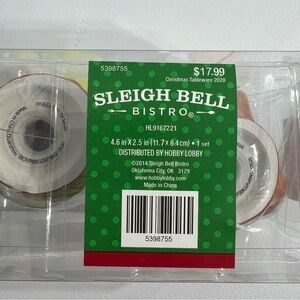 5398755
$17.99
Christmas Tableware 2020
SLEIGH BELL
BISTRO®
HL9167221
4.6 in X 2.5 in (11.7 x 6.4 cm) • 1 set
DISTRIBUTED BY HOBBY LOBBY
©2014 Sleigh Bell Bistro
Oklahoma City, OK 3179
www.hobbylobby.com
Made in China
5398755